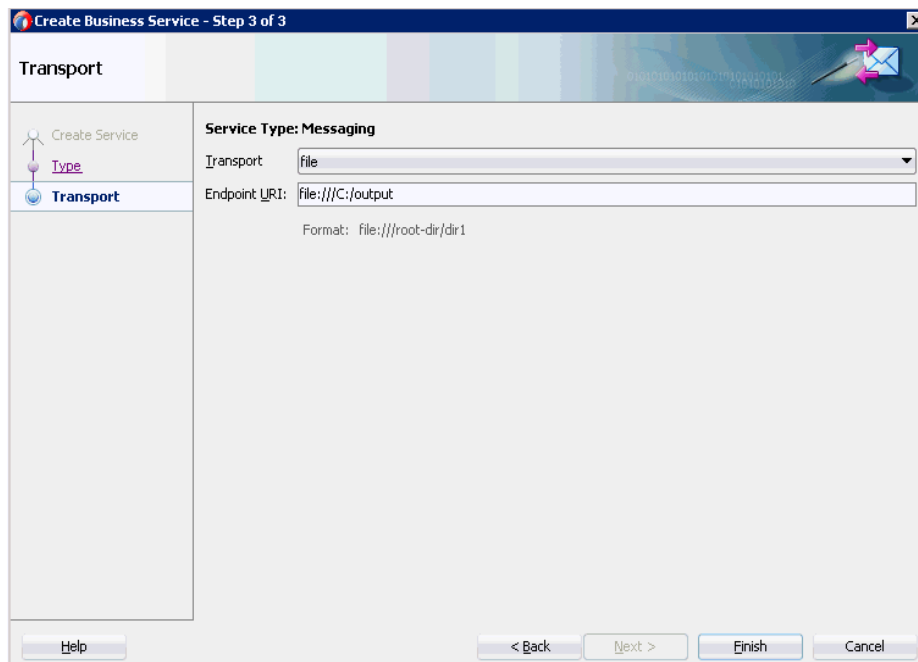 Create Business Service - Step 3 of 3
Transport
Create Service
Type
Transport
Service Type: Messaging
Transport file
Endpoint URI: file:///C:/output
Format: file:///root-dir/dir1
Help < Back Next > Finish Cancel